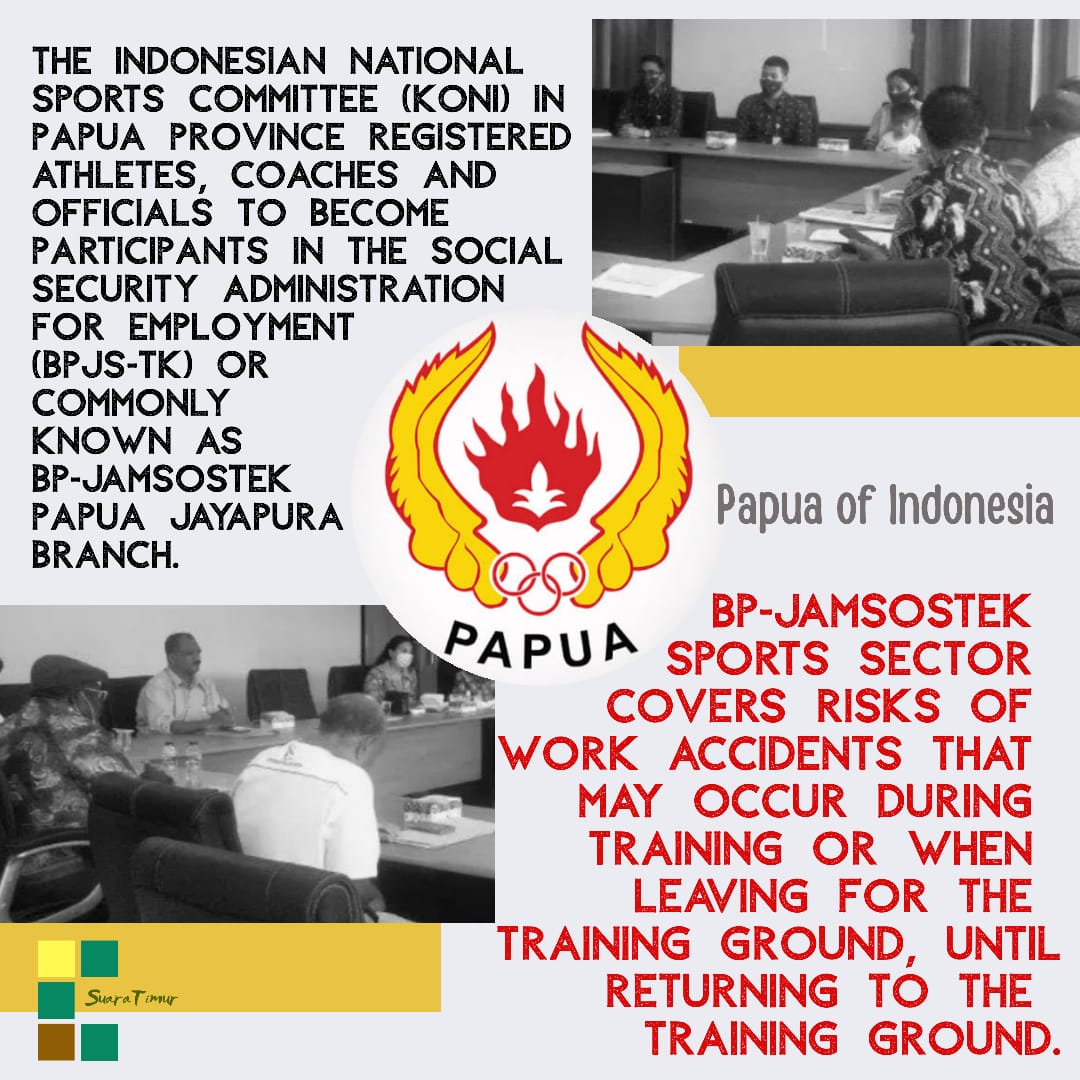 THE INDONESIAN NATIONAL
SPORTS COMMITTEE (KONI) IN
PAPUA PROVINCE REGISTERED
ATHLETES, COACHES AND
OFFICIALS TO BECOME
PARTICIPANTS IN THE SOCIAL
SECURITY ADMINISTRATION
FOR EMPLOYMENT
(BPJS-TK) OR
COMMONLY
KNOWN AS
BP-JAMSOSTEK
PAPUA JAYAPURA
BRANCH.
PAPUA
Papua of Indonesia
BP-JAMSOSTEK
SPORTS SECTOR
COVERS RISKS OF
WORK ACCIDENTS THAT
MAY OCCUR DURING
TRAINING OR WHEN
LEAVING FOR THE
TRAINING GROUND, UNTIL
RETURNING TO THE
TRAINING GROUND.
SuaraTimur